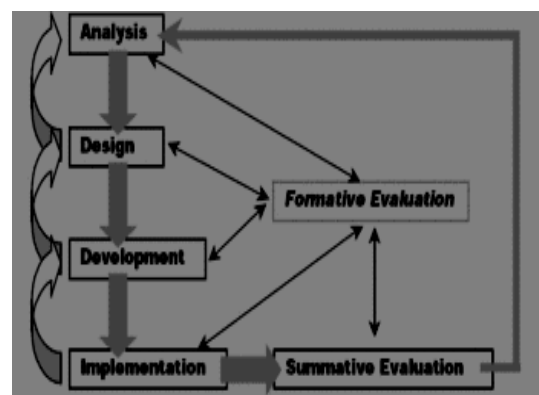 Analysis
Design
Formative Evaluation
Development
Implementation
Summative Evaluation